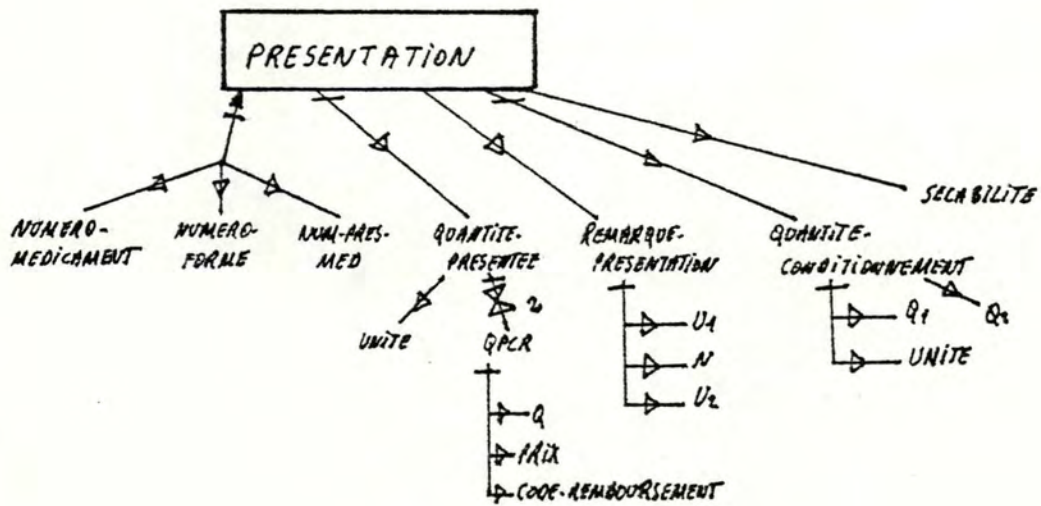 PRESENTATION
SECABILITE
NUMERO-
MEDICAMENT
NUMERO-
FORME
NUM-PRES-
MED
QUANTITE-
PRESENTEE
REMARQUE-
PRESENTATION
QUANTITE-
CONDITIONNEMENT
UNITE
2
QPCR
U1
N
U2
Q1
Q2
UNITE
Q
PRIX
CODE-REMBOURSEMENT